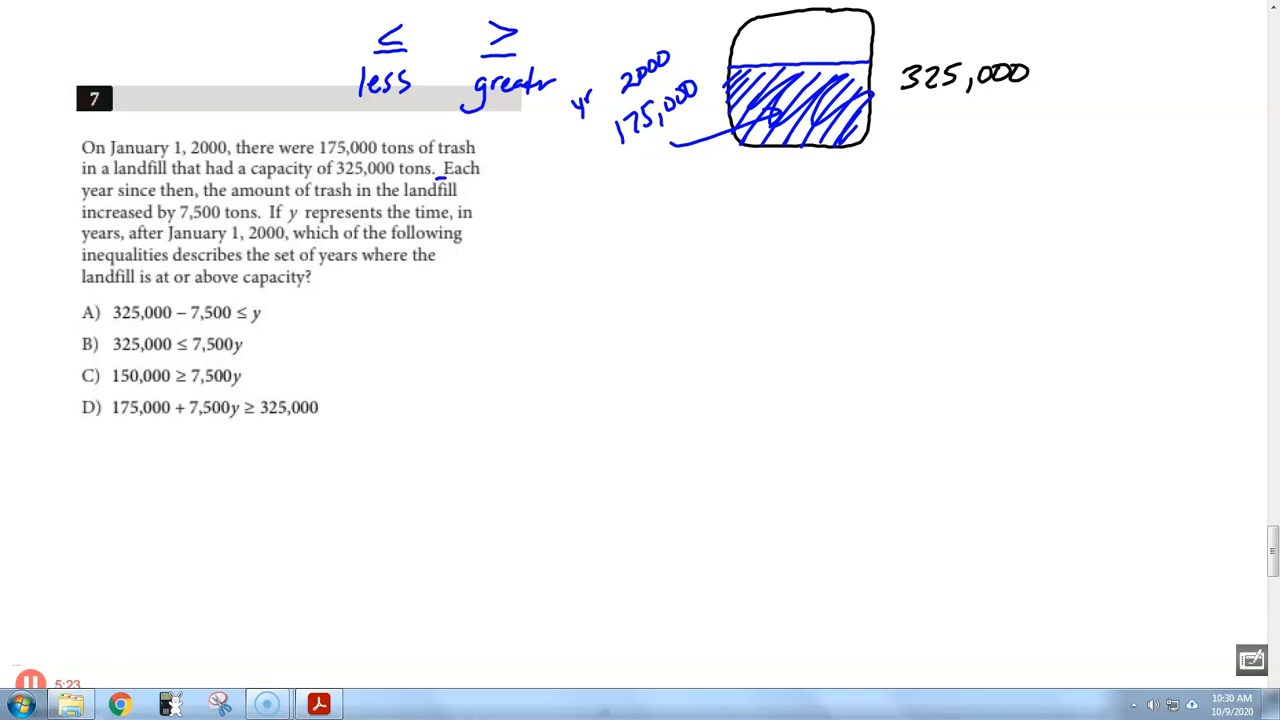 ≤ ≥
less greater
yr 2000
175,000
325,000
7
On January 1, 2000, there were 175,000 tons of trash
in a landfill that had a capacity of 325,000 tons. Each
year since then, the amount of trash in the landfill
increased by 7,500 tons. If y represents the time, in
years, after January 1, 2000, which of the following
inequalities describes the set of years where the
landfill is at or above capacity?
A) 325,000 – 7,500 ≤ y
B) 325,000 ≤ 7,500y
C) 150,000 ≥ 7,500y
D) 175,000 + 7,500y ≥ 325,000
5:23
10:30 AM
10/9/2020